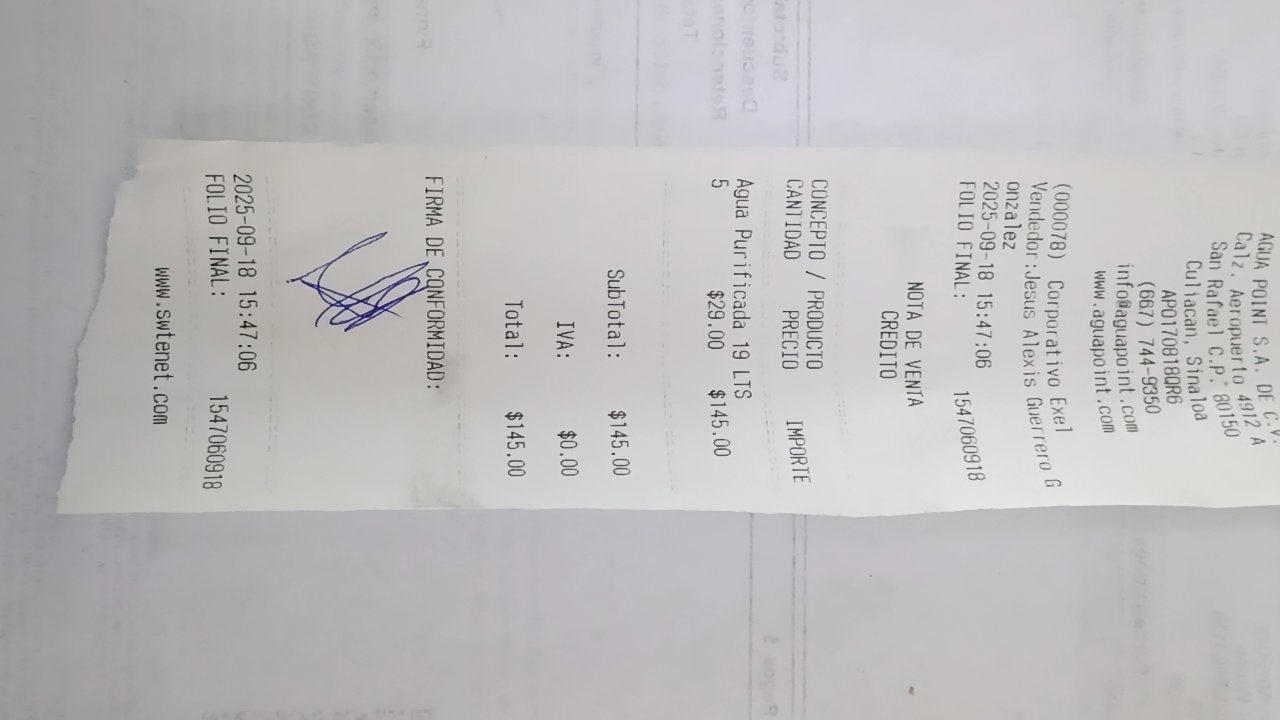 AGUA POINT S.A. DE C.V.
Calz. Aeropuerto 4912 A
San Rafael C.P. 80150
Culiacan, Sinaloa
APO170818QR6
(667) 744-9350
info@aguapoint.com
www.aguapoint.com
(000078) Corporativo Exel
Vendedor:Jesus Alexis Guerrero G
onzalez
2025-09-18 15:47:06
FOLIO FINAL: 1547060918
NOTA DE VENTA
CREDITO
CONCEPTO / PRODUCTO
CANTIDAD PRECIO IMPORTE
Agua Purificada 19 LTS
5 $29.00 $145.00
SubTotal: $145.00
IVA: $0.00
Total: $145.00
FIRMA DE CONFORMIDAD:
2025-09-18 15:47:06
FOLIO FINAL: 1547060918
www.swtenet.com